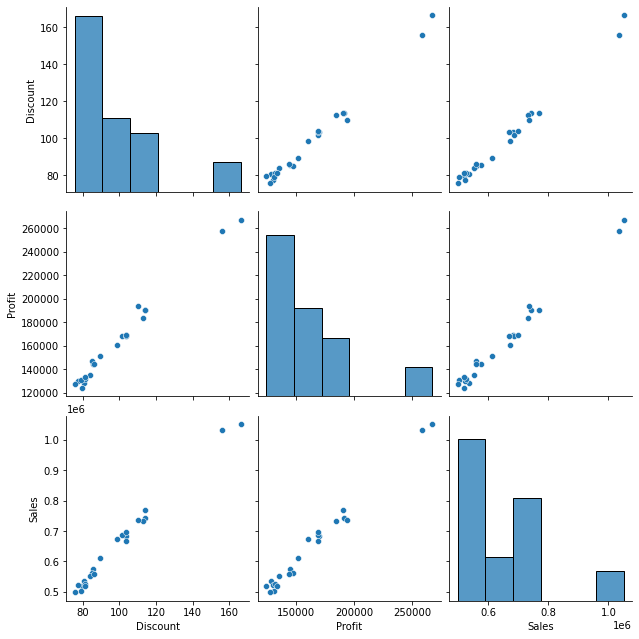 160
140
120
100
80
Discount
260000
240000
220000
200000
180000
160000
140000
120000
Profit
1e6
1.0
0.9
0.8
0.7
0.6
0.5
Sales
80 100 120 140 160
Discount
150000 200000 250000
Profit
0.6 0.8 1.0
1e6
Sales